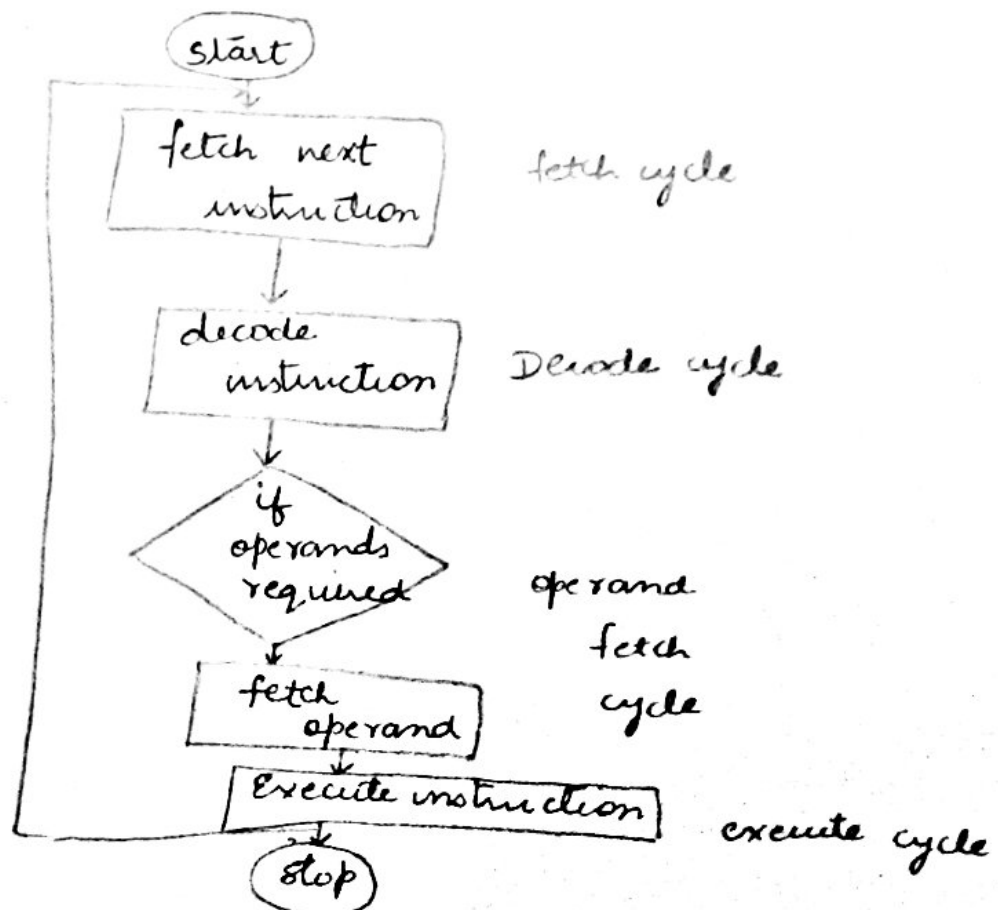 start
fetch next
instruction
fetch cycle
decode
instruction
Decode cycle
if
operands
required
operand
fetch
cycle
fetch
operand
Execute instruction
execute cycle
stop